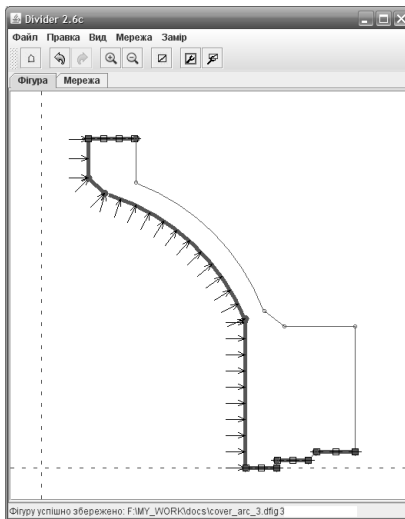 Divider 2.6c
Файл Правка Вид Мережа Замір
Фігура Мережа
Фігуру успішно збережено: F:\MY_WORK\docs\cover_arc_3.dfig3